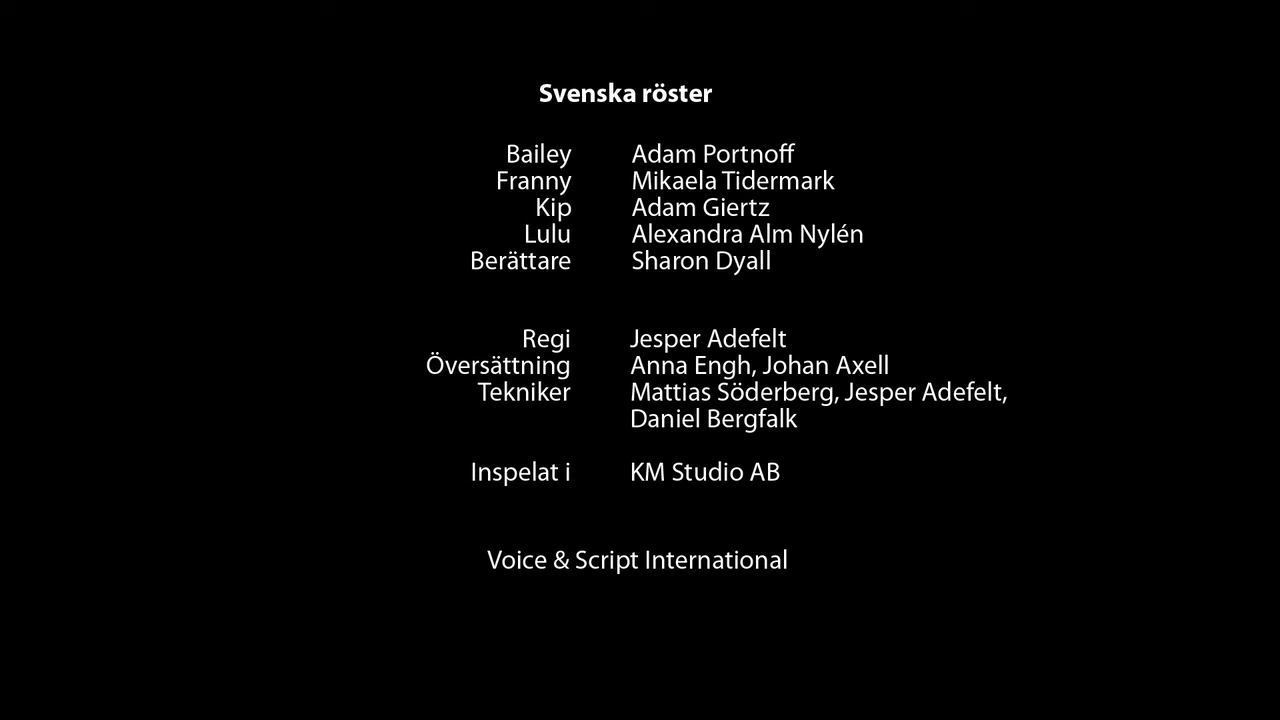 Svenska röster
Bailey Adam Portnoff
Franny Mikaela Tidermark
Kip Adam Giertz
Lulu Alexandra Alm Nylén
Berättare Sharon Dyall
Regi Jesper Adefelt
Översättning Anna Engh, Johan Axell
Tekniker Mattias Söderberg, Jesper Adefelt,
Daniel Bergfalk
Inspelat i KM Studio AB
Voice & Script International